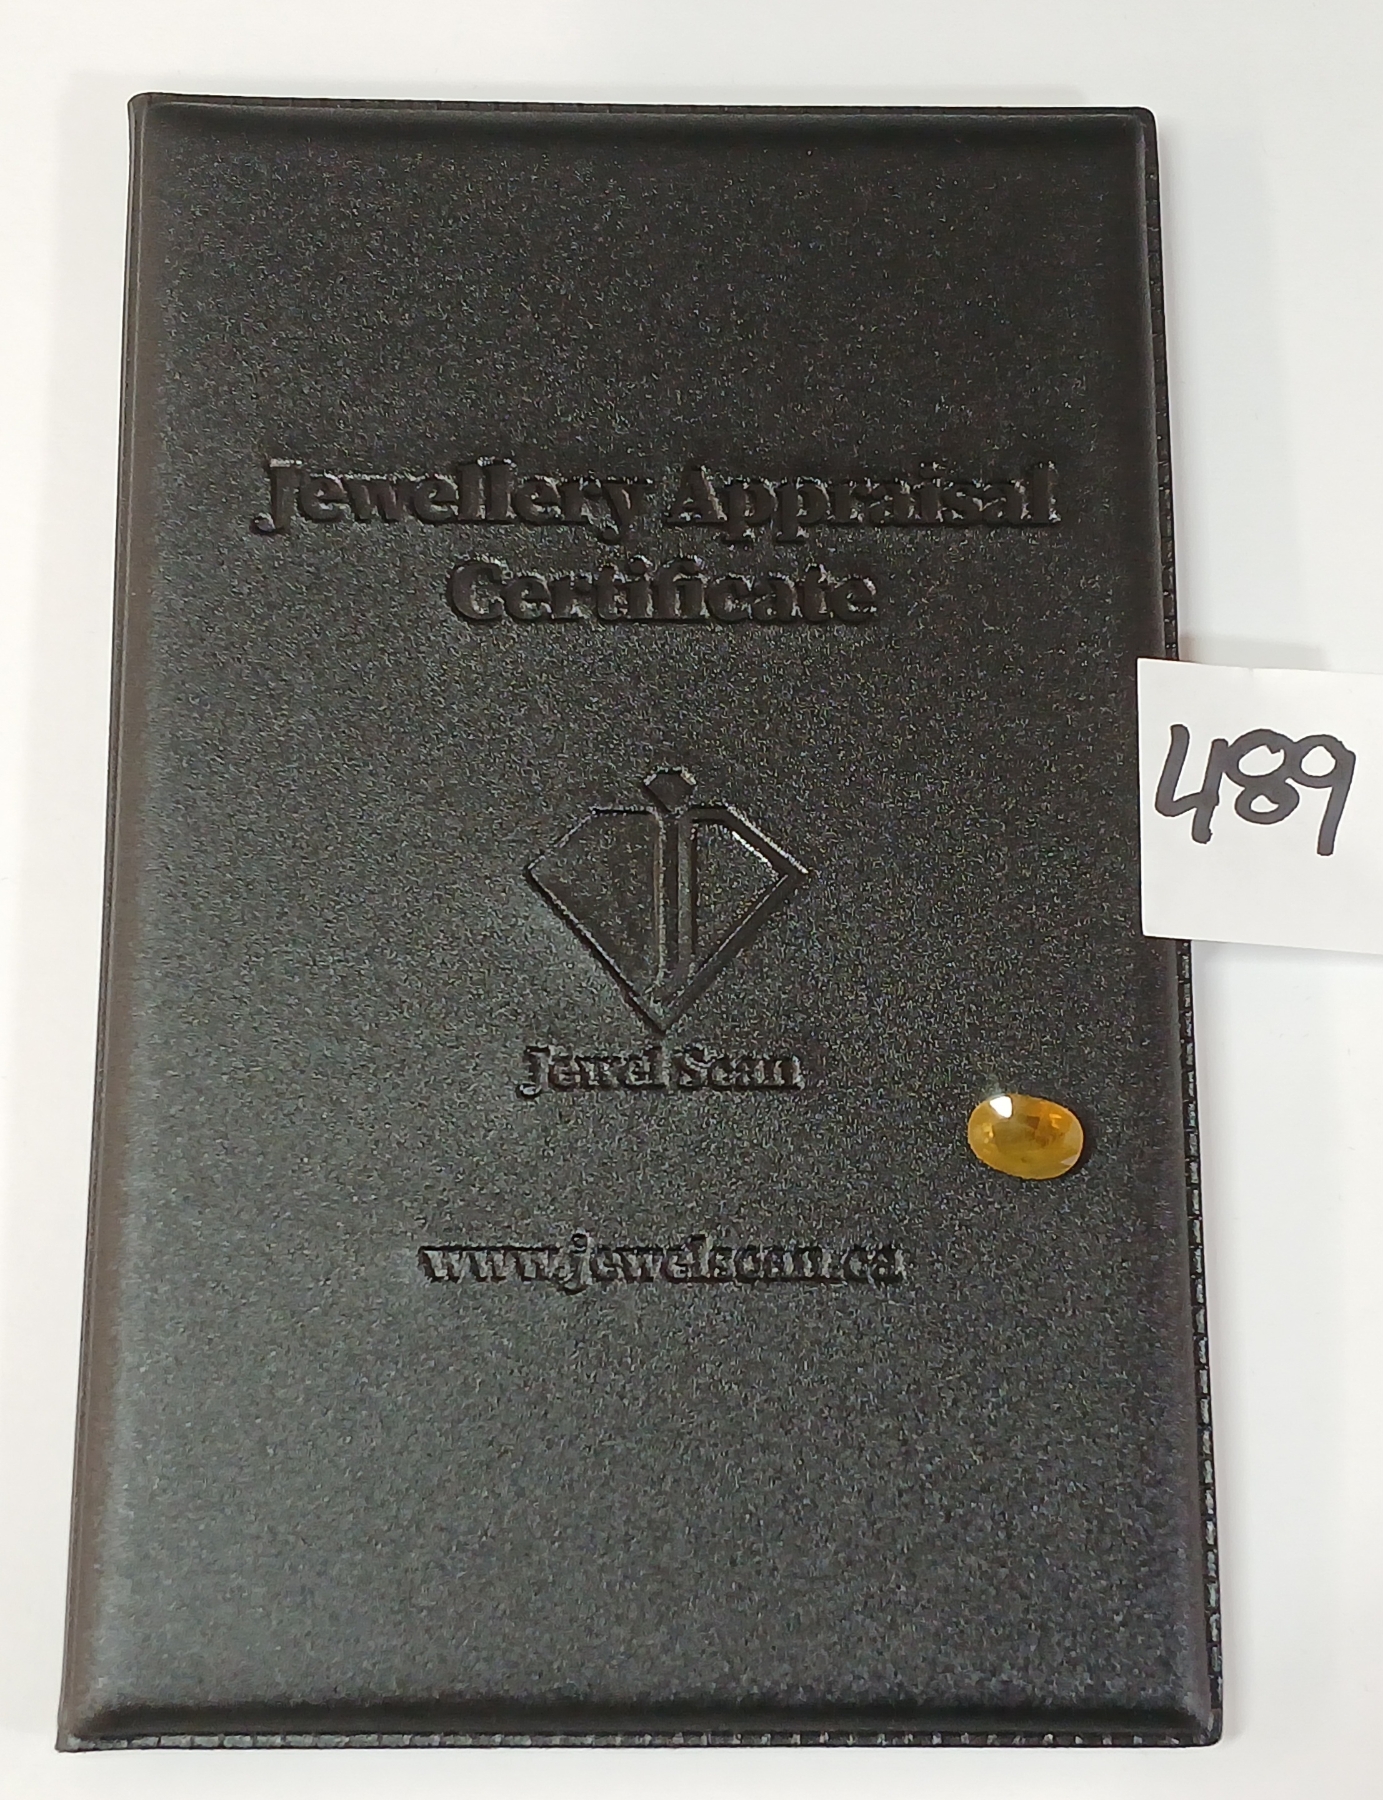 Jewellery Appraisal
Certificate
489
Jewel Scan
www.jewelscan.ca